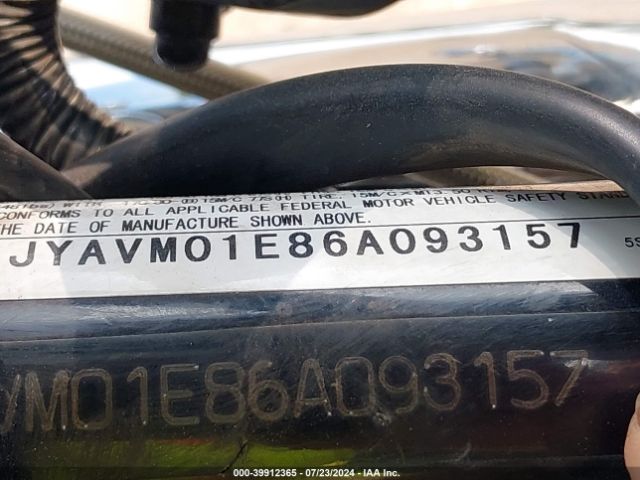 CONFORMS TO ALL APPLICABLE FEDERAL MOTOR VEHICLE SAFETY
THE DATE OF MANUFACTURE SHOWN ABOVE.
JYAVM01E86A093157
VM01E86A093157
000-39912365 - 07/23/2024 - IAA Inc.